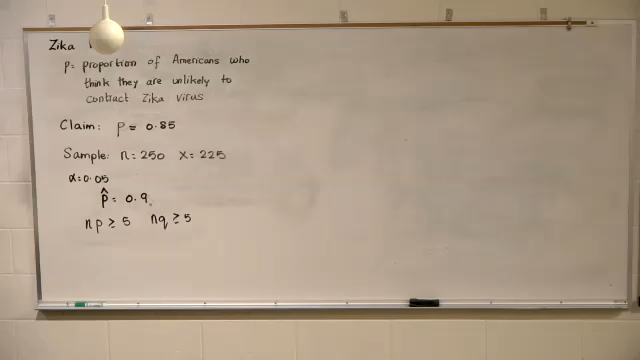 Zika
p = proportion of Americans who
think they are unlikely to
contract Zika virus
Claim: p = 0.85
Sample: n = 250 x = 225
α = 0.05
p̂ = 0.9
np ≥ 5 nq ≥ 5